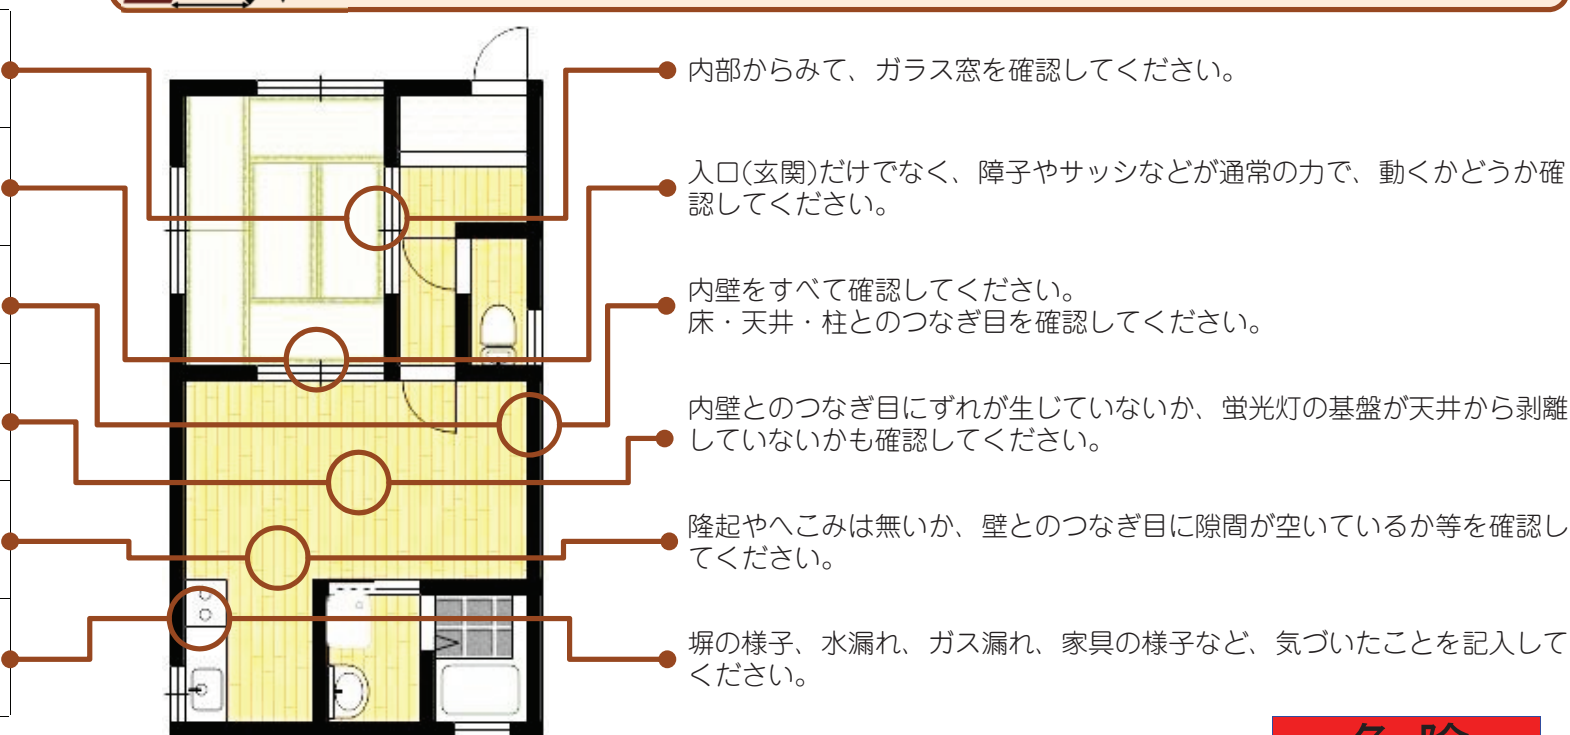 内部からみて、ガラス窓を確認してください。
入口(玄関)だけでなく、障子やサッシなどが通常の力で、動くかどうか確
認してください。
内壁をすべて確認してください。
床・天井・柱とのつなぎ目を確認してください。
内壁とのつなぎ目にずれが生じていないか、蛍光灯の基盤が天井から剥離
していないかも確認してください。
隆起やへこみは無いか、壁とのつなぎ目に隙間が空いているか等を確認し
てください。
塀の様子、水漏れ、ガス漏れ、家具の様子など、気づいたことを記入して
ください。
危険